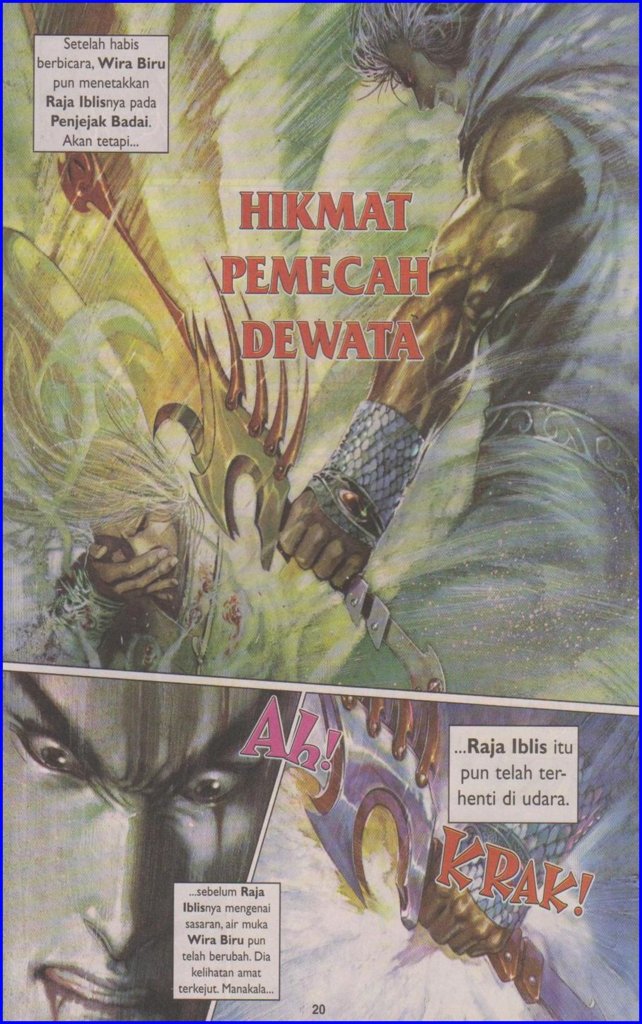 Setelah habis
berbicara, Wira Biru
pun menetakkan
Raja Iblisnya pada
Penjejak Badai.
Akan tetapi...
HIKMAT
PEMECAH
DEWATA
Ah!
...sebelum Raja
Iblisnya mengenai
sasaran, air muka
Wira Biru pun
telah berubah. Dia
kelihatan amat
terkejut. Manakala...
...Raja Iblis itu
pun telah ter-
henti di udara.
KRAK!
20